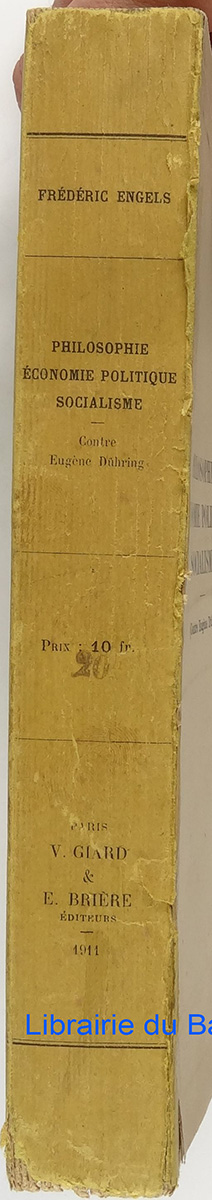 FRÉDÉRIC ENGELS
PHILOSOPHIE
ÉCONOMIE POLITIQUE
SOCIALISME
Contre
Eugène Dühring
PRIX : 10 fr.
20
PARIS
V. GIARD
&
E. BRIÈRE
ÉDITEURS
1911
Librairie du Ba